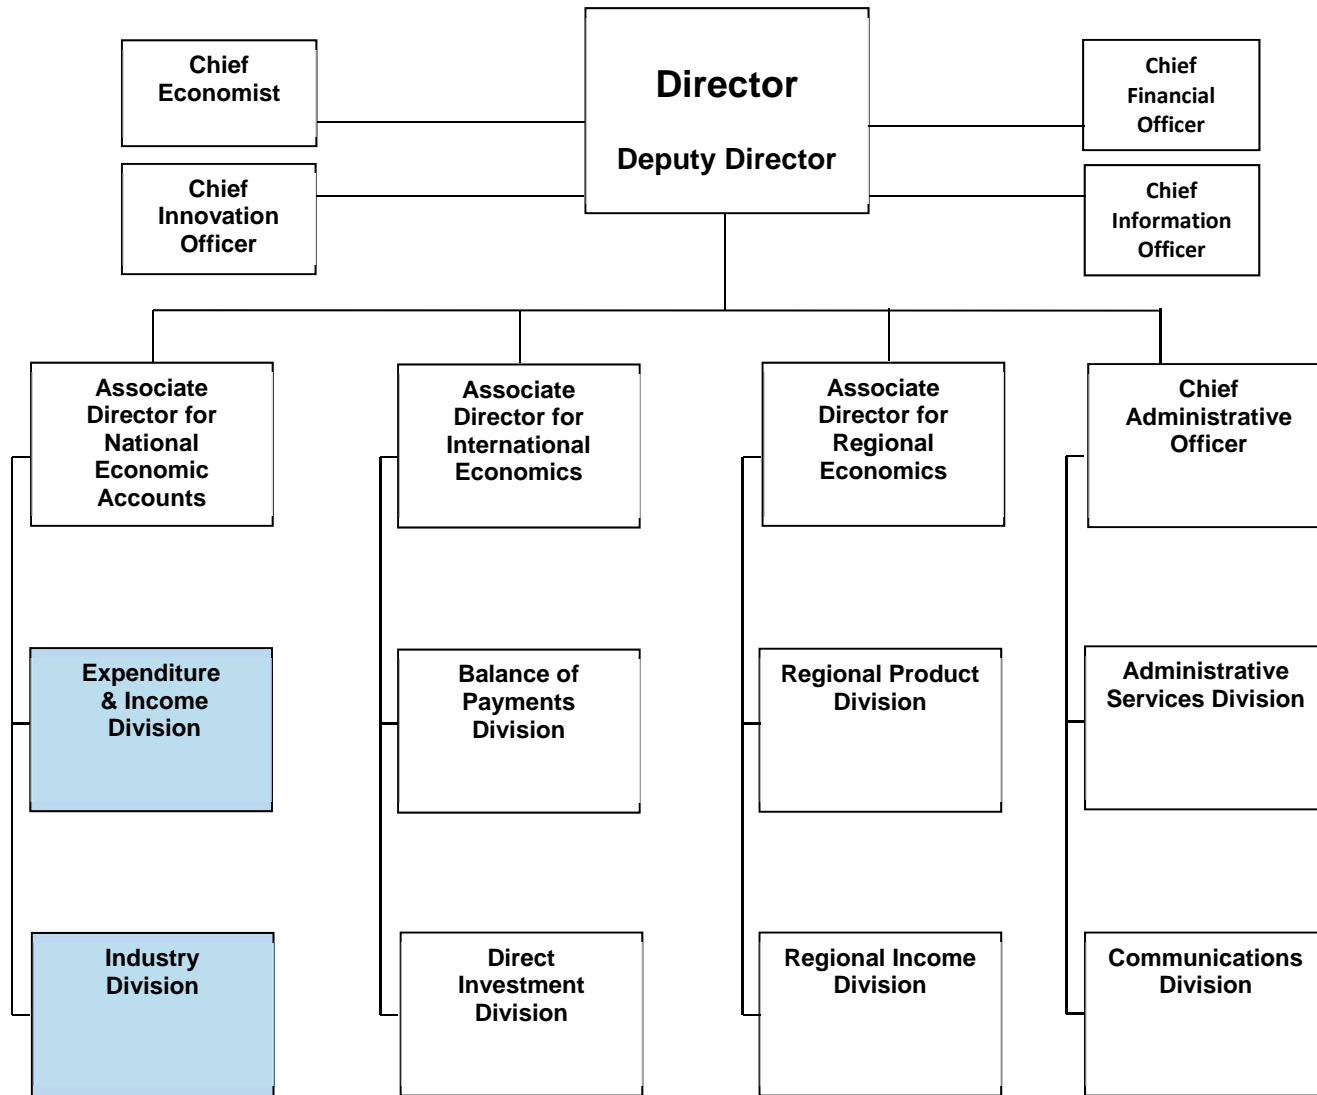 Chief
Economist
Director
Deputy Director
Chief
Financial
Officer
Chief
Innovation
Officer
Chief
Information
Officer
Associate
Director for
National
Economic
Accounts
Associate
Director for
International
Economics
Associate
Director for
Regional
Economics
Chief
Administrative
Officer
Expenditure
& Income
Division
Balance of
Payments
Division
Regional Product
Division
Administrative
Services Division
Industry
Division
Direct
Investment
Division
Regional Income
Division
Communications
Division